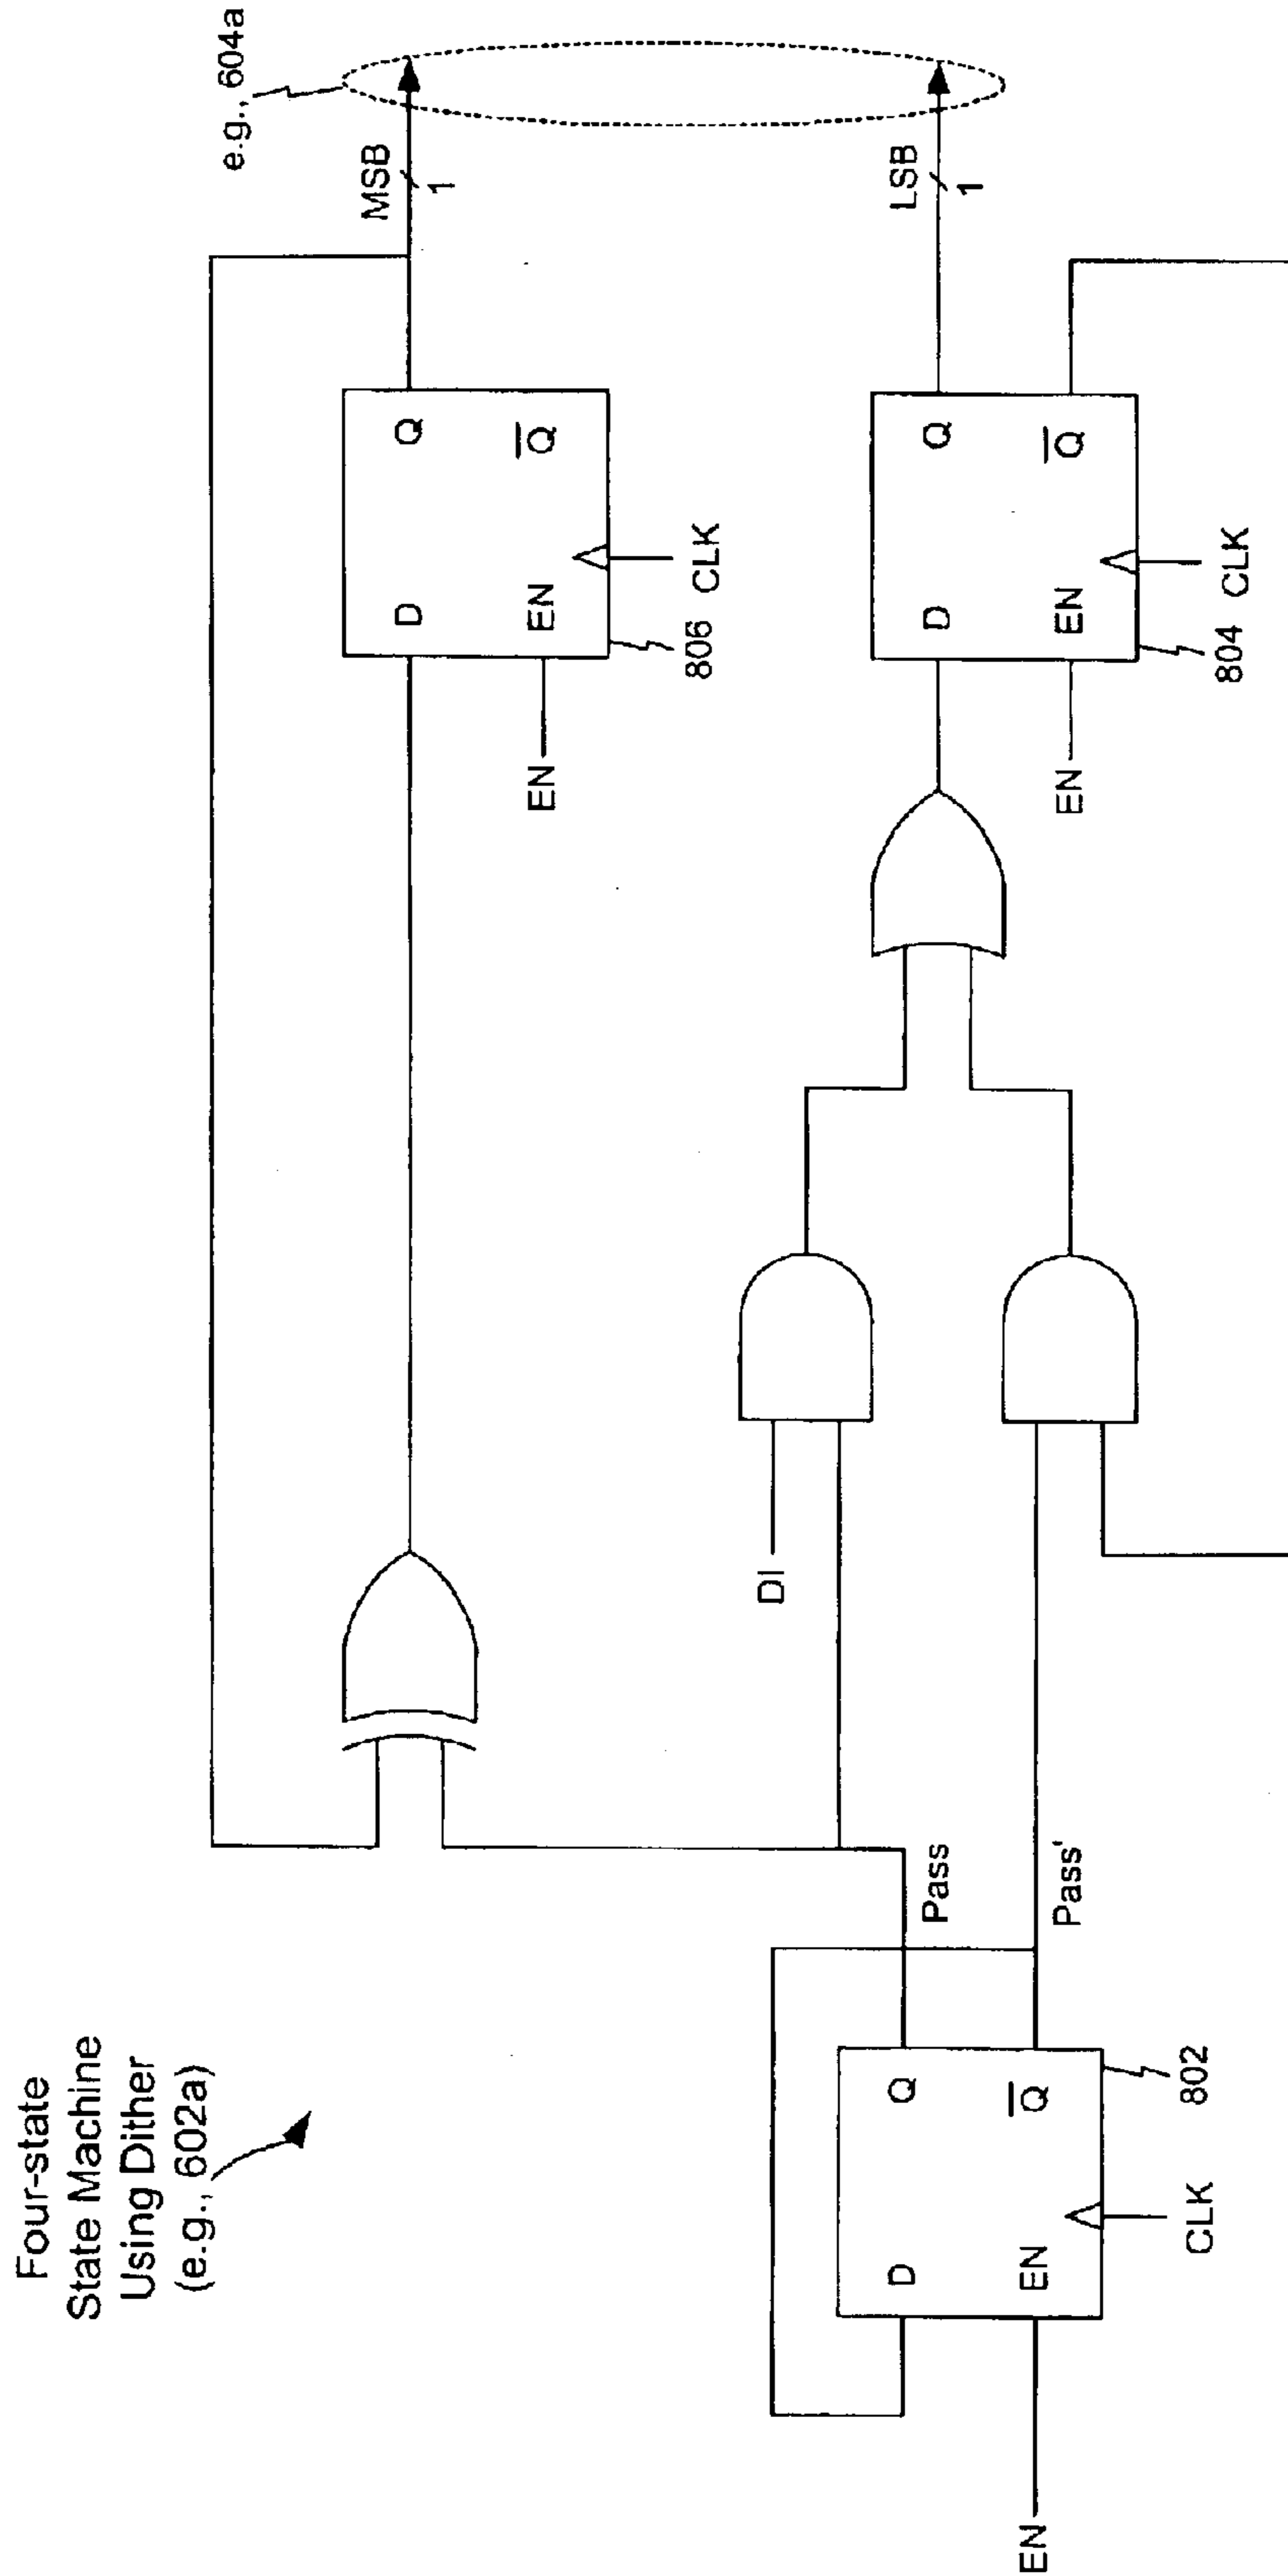 Four-state
State Machine
Using Dither
(e.g., 602a)
e.g., 604a
MSB
1
D
Q
Q
EN
EN
806
CLK
LSB
1
D
Q
Q
EN
EN
804
CLK
DI
Pass
Pass'
D
Q
Q
EN
EN
802
CLK